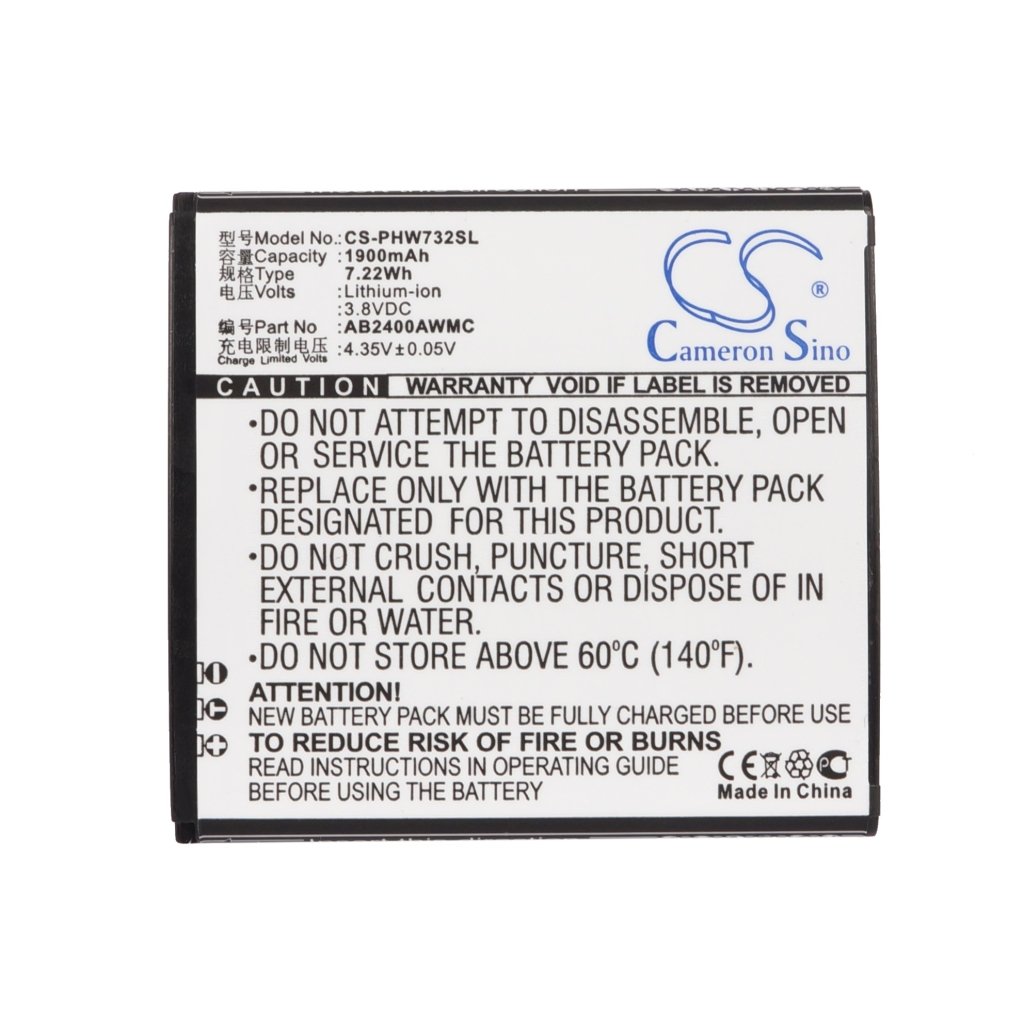 型号Model No.:CS-PHW732SL
容量Capacity :1900mAh
规格Type 7.22Wh
电压Volts :Lithium-ion
:3.8VDC
编号Part No :AB2400AWMC
充电限制电压:4.35V±0.05V
Charge Limited Volts
CS ®
Cameron Sino
CAUTION WARRANTY VOID IF LABEL IS REMOVED
•DO NOT ATTEMPT TO DISASSEMBLE, OPEN
OR SERVICE THE BATTERY PACK.
•REPLACE ONLY WITH THE BATTERY PACK
DESIGNATED FOR THIS PRODUCT.
•DO NOT CRUSH, PUNCTURE, SHORT
EXTERNAL CONTACTS OR DISPOSE OF IN
FIRE OR WATER.
•DO NOT STORE ABOVE 60°C (140°F).
ATTENTION!
NEW BATTERY PACK MUST BE FULLY CHARGED BEFORE USE
TO REDUCE RISK OF FIRE OR BURNS
READ INSTRUCTIONS IN OPERATING GUIDE
BEFORE USING THE BATTERY
CE PCT
Made In China